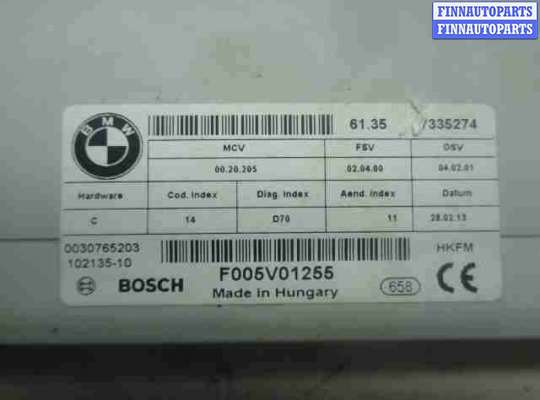 FINNAUTOPARTS
FINNAUTOPARTS
BMW
61.35 7335274
MCV FSV OSV
00.20.205 02.04.00 04.02.01
Hardware Cod. Index Diag. Index Aend. Index Datum
C 14 D70 11 28.02.13
0030765203 HKFM
102135-10
BOSCH F005V01255
Made in Hungary 658 CE